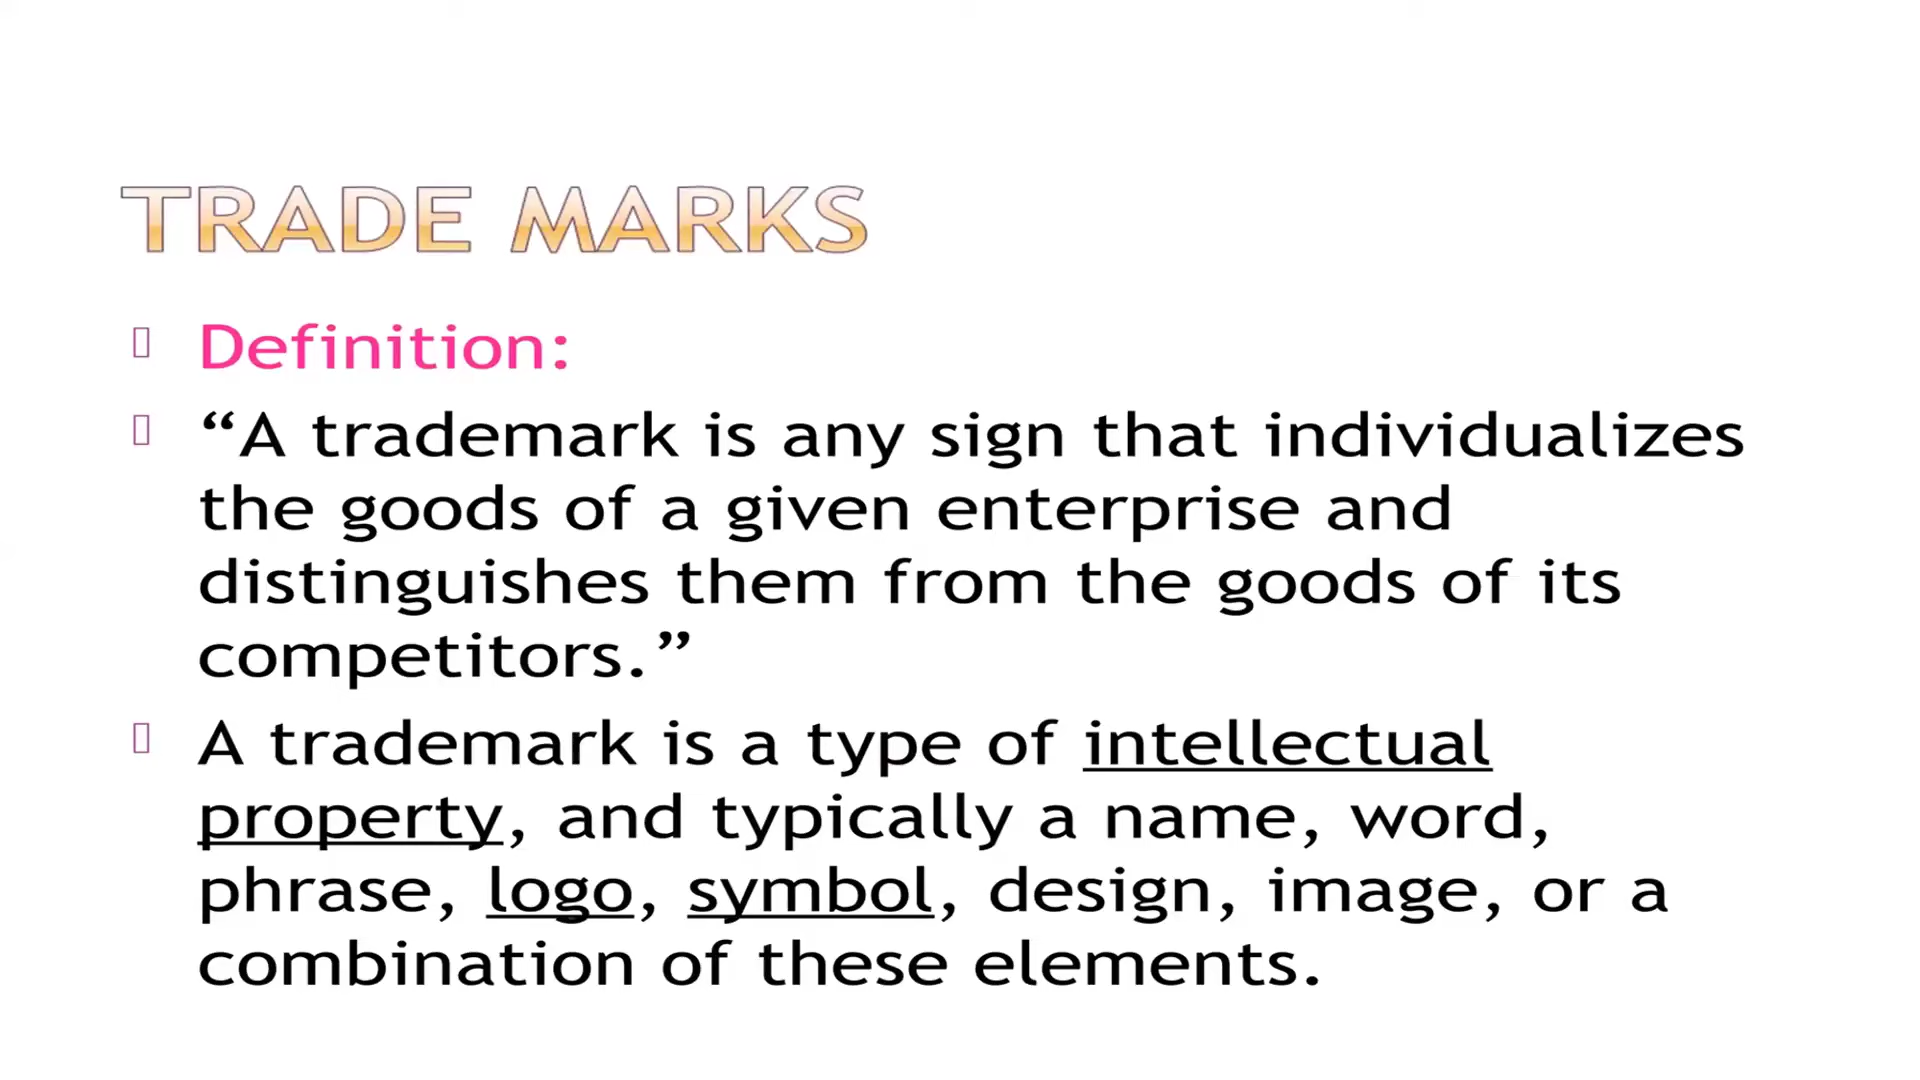 TRADE MARKS
Definition:
“A trademark is any sign that individualizes
the goods of a given enterprise and
distinguishes them from the goods of its
competitors.”
A trademark is a type of intellectual
property, and typically a name, word,
phrase, logo, symbol, design, image, or a
combination of these elements.